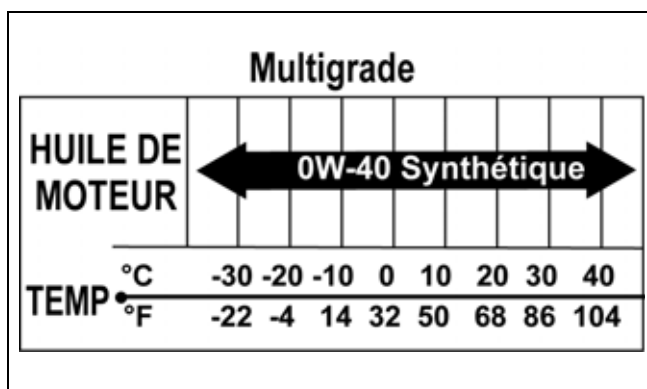 Multigrade
HUILE DE
MOTEUR
0W-40 Synthétique
°C -30 -20 -10 0 10 20 30 40
TEMP
°F -22 -4 14 32 50 68 86 104